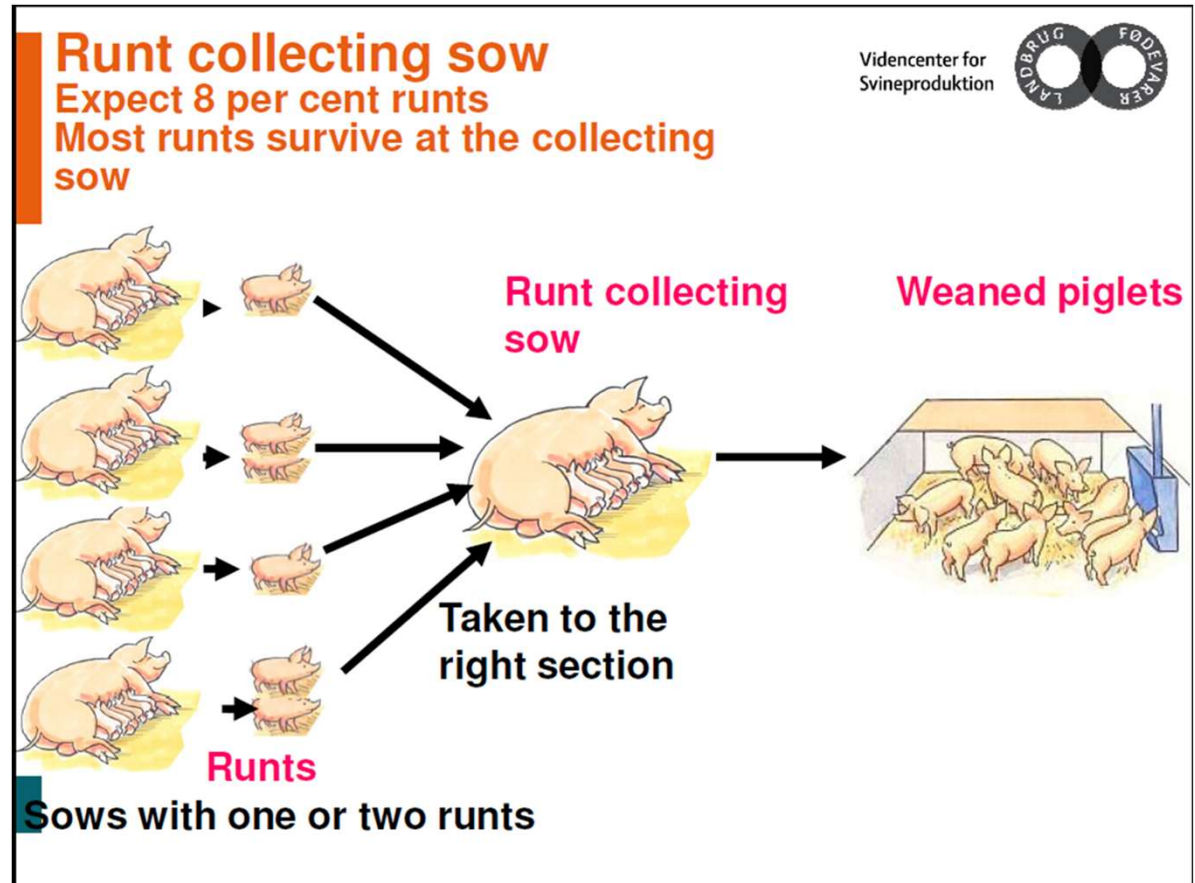 Runt collecting sow
Expect 8 per cent runts
Most runts survive at the collecting
sow
Videncenter for
Svineproduktion
LANDBRUG FØDEVARER
Runt collecting
sow
Weaned piglets
Taken to the
right section
Runts
Sows with one or two runts